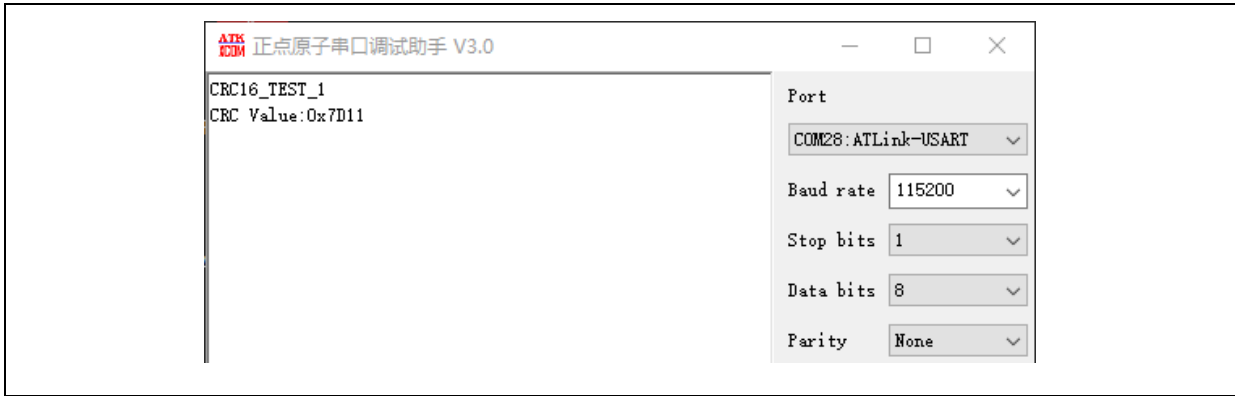 ATK
XCOM
正点原子串口调试助手 V3.0
CRC16_TEST_1
CRC Value:0x7D11
Port
COM28:ATLink-USART
Baud rate 115200
Stop bits 1
Data bits 8
Parity None